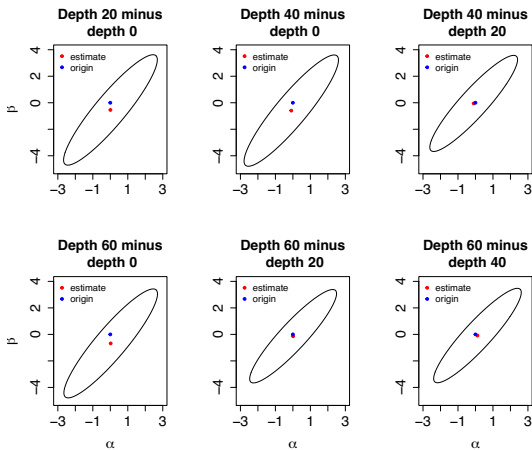 Depth 20 minus
depth 0
Depth 40 minus
depth 0
Depth 40 minus
depth 20
estimate
origin
estimate
origin
estimate
origin
β
4
2
0
−4
4
2
0
−4
4
2
0
−4
−3 −1 1 3
−3 −1 1 3
−3 −1 1 3
Depth 60 minus
depth 0
Depth 60 minus
depth 20
Depth 60 minus
depth 40
estimate
origin
estimate
origin
estimate
origin
β
4
2
0
−4
4
2
0
−4
4
2
0
−4
−3 −1 1 3
−3 −1 1 3
−3 −1 1 3
α
α
α